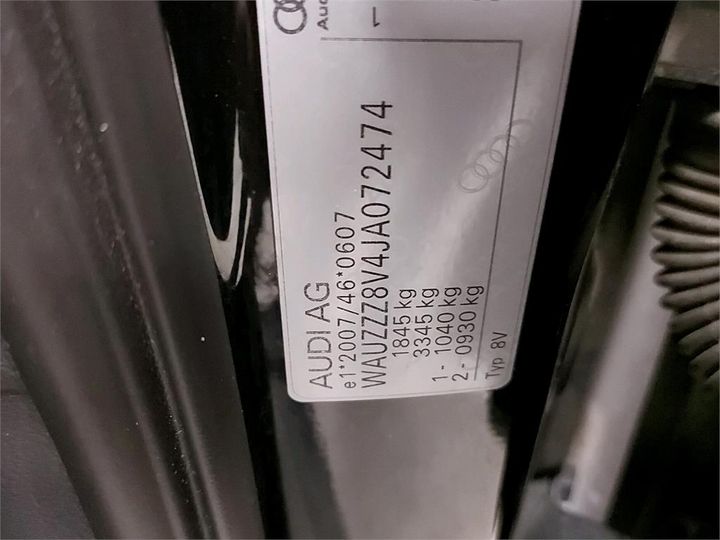 Aud
AUDI AG
e1*2007/46*0607
WAUZZZ8V4JA072474
1845 kg
3345 kg
1- 1040 kg
2- 0930 kg
Typ 8V